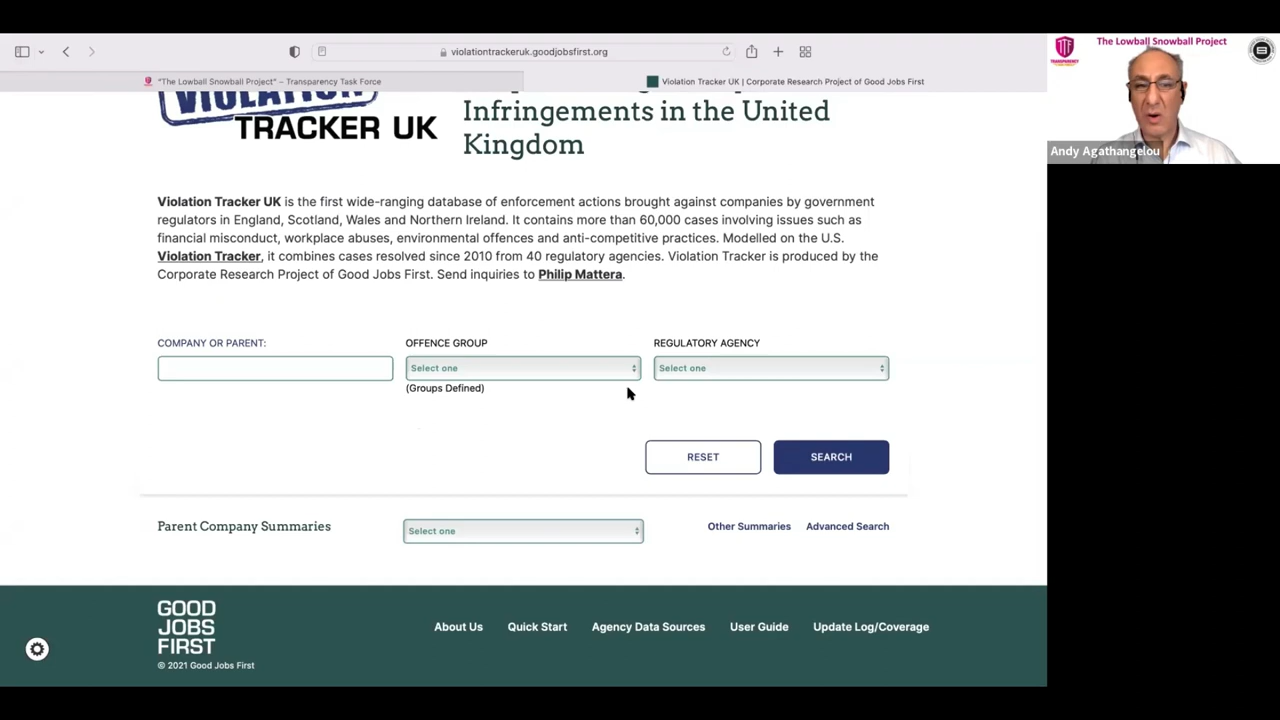 violationtrackeruk.goodjobsfirst.org
The Lowball Snowball Project
"The Lowball Snowball Project" – Transparency Task Force
Violation Tracker UK | Corporate Research Project of Good Jobs First
TTF
TRANSPARENCY
VIOLATION
TRACKER UK
Infringements in the United
Kingdom
Andy Agathangelou
Violation Tracker UK is the first wide-ranging database of enforcement actions brought against companies by government
regulators in England, Scotland, Wales and Northern Ireland. It contains more than 60,000 cases involving issues such as
financial misconduct, workplace abuses, environmental offences and anti-competitive practices. Modelled on the U.S.
Violation Tracker, it combines cases resolved since 2010 from 40 regulatory agencies. Violation Tracker is produced by the
Corporate Research Project of Good Jobs First. Send inquiries to Philip Mattera.
COMPANY OR PARENT:
OFFENCE GROUP
REGULATORY AGENCY
Select one
Select one
(Groups Defined)
RESET
SEARCH
Parent Company Summaries
Select one
Other Summaries
Advanced Search
GOOD
JOBS
FIRST
About Us
Quick Start
Agency Data Sources
User Guide
Update Log/Coverage
© 2021 Good Jobs First